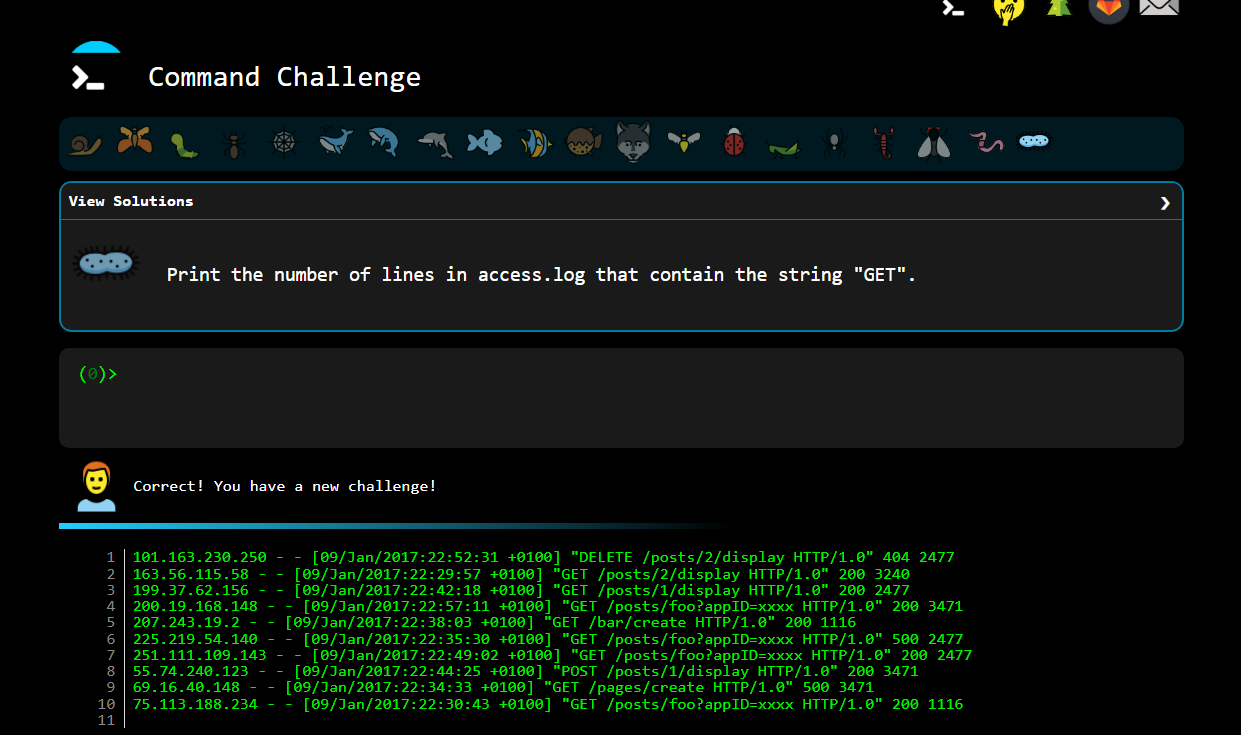 Command Challenge
View Solutions
Print the number of lines in access.log that contain the string "GET".
(0)>
Correct! You have a new challenge!
1 101.163.230.250 - - [09/Jan/2017:22:52:31 +0100] "DELETE /posts/2/display HTTP/1.0" 404 2477
2 163.56.115.58 - - [09/Jan/2017:22:29:57 +0100] "GET /posts/2/display HTTP/1.0" 200 3240
3 199.37.62.156 - - [09/Jan/2017:22:42:18 +0100] "GET /posts/1/display HTTP/1.0" 200 2477
4 200.19.168.148 - - [09/Jan/2017:22:57:11 +0100] "GET /posts/foo?appID=xxxx HTTP/1.0" 200 3471
5 207.243.19.2 - - [09/Jan/2017:22:38:03 +0100] "GET /bar/create HTTP/1.0" 200 1116
6 225.219.54.140 - - [09/Jan/2017:22:35:30 +0100] "GET /posts/foo?appID=xxxx HTTP/1.0" 500 2477
7 251.111.109.143 - - [09/Jan/2017:22:49:02 +0100] "GET /posts/foo?appID=xxxx HTTP/1.0" 200 2477
8 55.74.240.123 - - [09/Jan/2017:22:44:25 +0100] "POST /posts/1/display HTTP/1.0" 200 3471
9 69.16.40.148 - - [09/Jan/2017:22:34:33 +0100] "GET /pages/create HTTP/1.0" 500 3471
10 75.113.188.234 - - [09/Jan/2017:22:30:43 +0100] "GET /posts/foo?appID=xxxx HTTP/1.0" 200 1116
11